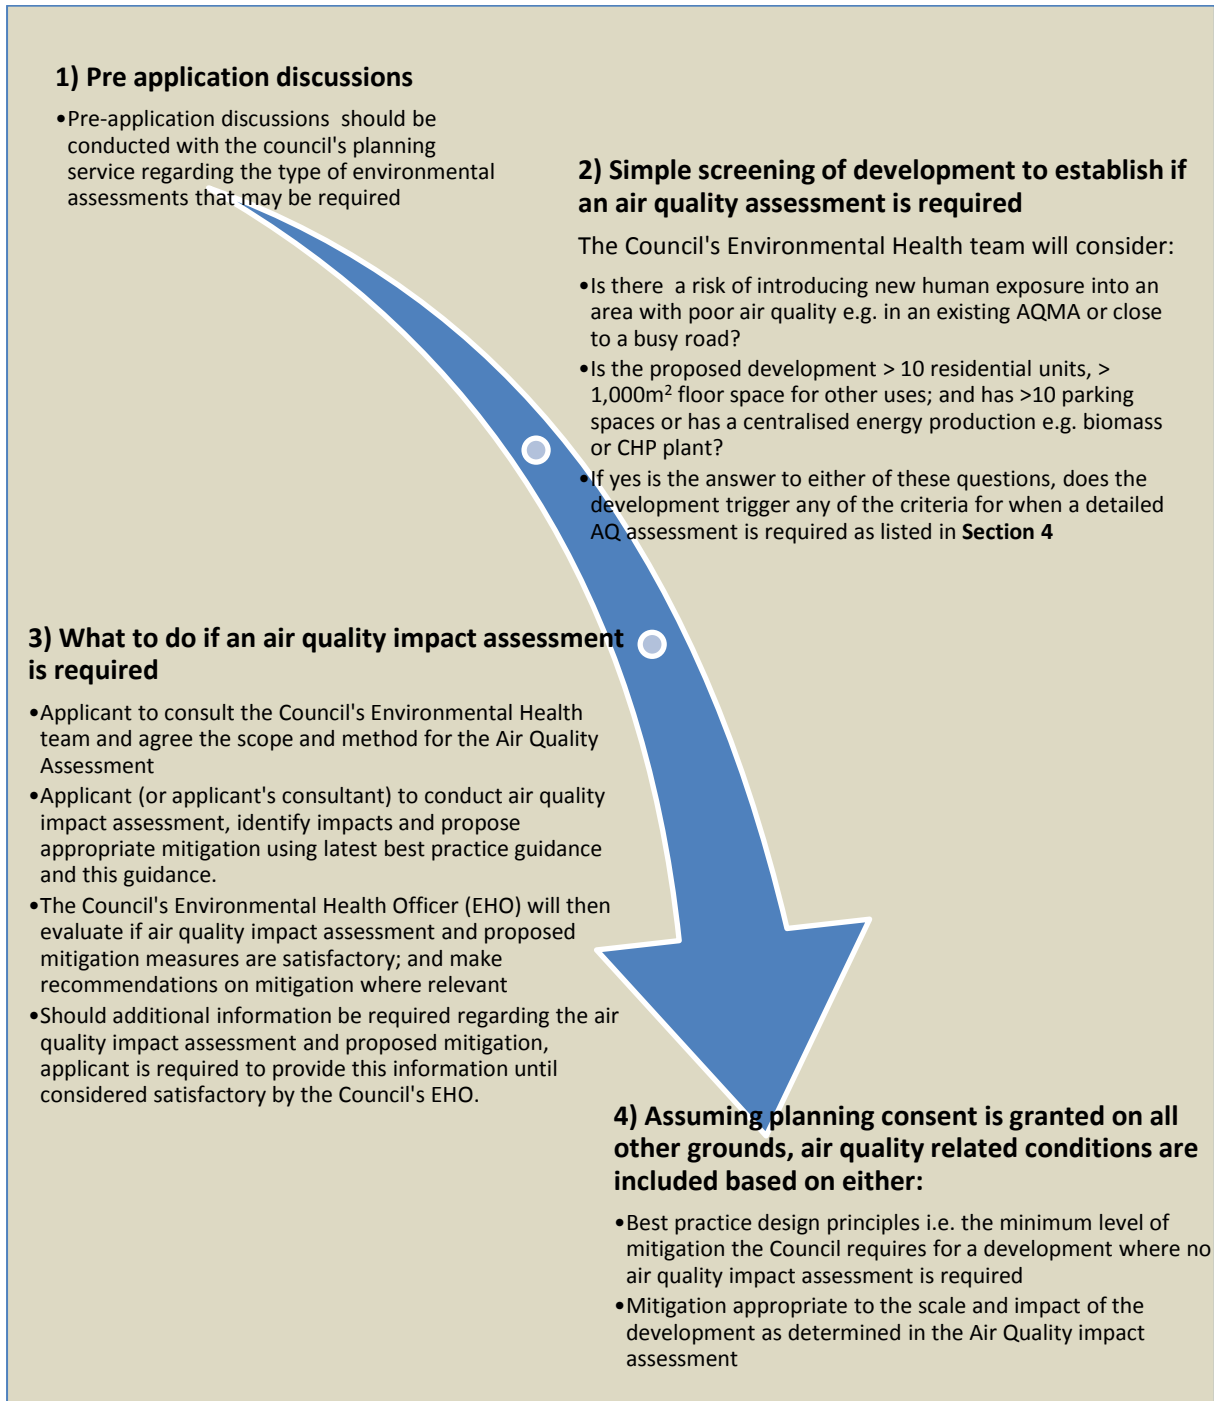 1) Pre application discussions
•Pre-application discussions  should be
conducted with the council's planning
service regarding the type of environmental
assessments that may be required
2) Simple screening of development to establish if
an air quality assessment is required
The Council's Environmental Health team will consider:
•Is there  a risk of introducing new human exposure into an
area with poor air quality e.g. in an existing AQMA or close
to a busy road?
•Is the proposed development > 10 residential units, >
1,000m² floor space for other uses; and has >10 parking
spaces or has a centralised energy production e.g. biomass
or CHP plant?
•If yes is the answer to either of these questions, does the
development trigger any of the criteria for when a detailed
AQ assessment is required as listed in Section 4
3) What to do if an air quality impact assessment
is required
•Applicant to consult the Council's Environmental Health
team and agree the scope and method for the Air Quality
Assessment
•Applicant (or applicant's consultant) to conduct air quality
impact assessment, identify impacts and propose
appropriate mitigation using latest best practice guidance
and this guidance.
•The Council's Environmental Health Officer (EHO) will then
evaluate if air quality impact assessment and proposed
mitigation measures are satisfactory; and make
recommendations on mitigation where relevant
•Should additional information be required regarding the air
quality impact assessment and proposed mitigation,
applicant is required to provide this information until
considered satisfactory by the Council's EHO.
4) Assuming planning consent is granted on all
other grounds, air quality related conditions are
included based on either:
•Best practice design principles i.e. the minimum level of
mitigation the Council requires for a development where no
air quality impact assessment is required
•Mitigation appropriate to the scale and impact of the
development as determined in the Air Quality impact
assessment